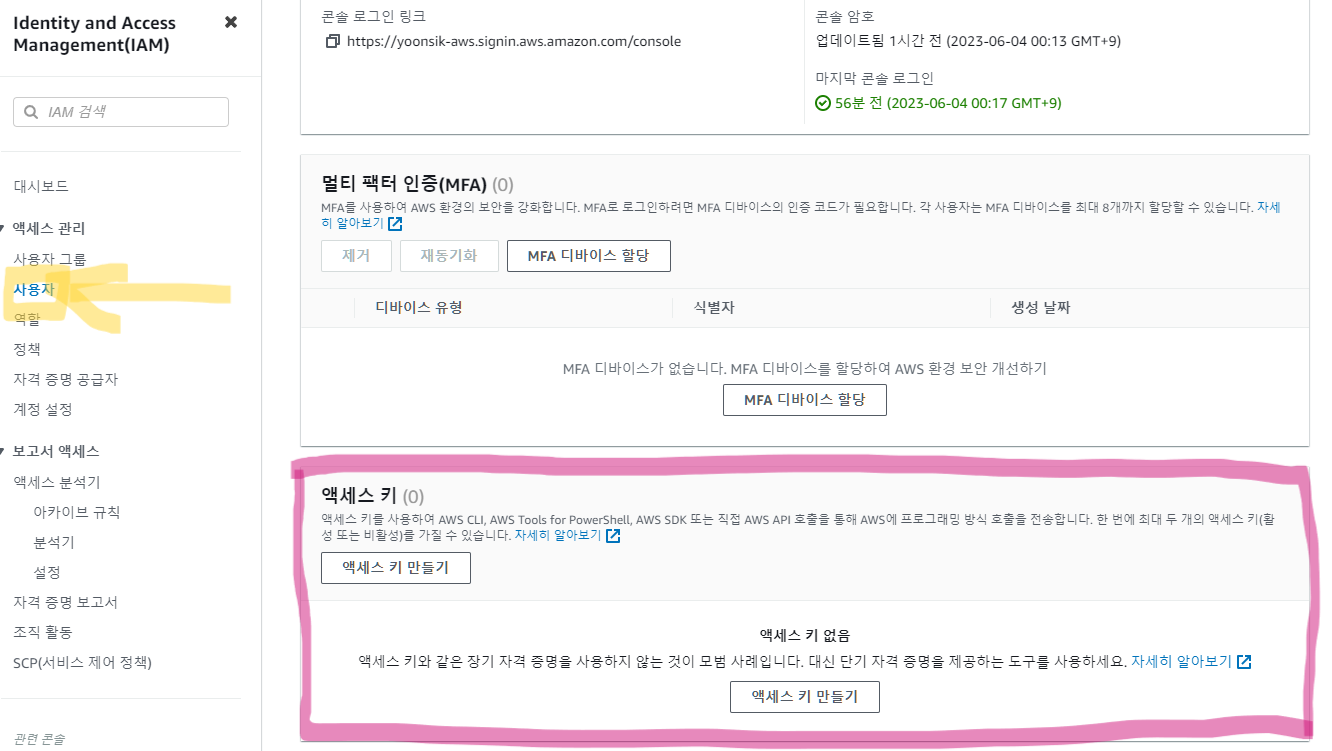 Identity and Access
Management(IAM)
IAM 검색
대시보드
액세스 관리
사용자 그룹
사용자
역할
정책
자격 증명 공급자
계정 설정
보고서 액세스
액세스 분석기
아카이브 규칙
분석기
설정
자격 증명 보고서
조직 활동
SCP(서비스 제어 정책)
관련 콘솔
콘솔 로그인 링크
https://yoonsik-aws.signin.aws.amazon.com/console
콘솔 암호
업데이트됨 1시간 전 (2023-06-04 00:13 GMT+9)
마지막 콘솔 로그인
56분 전 (2023-06-04 00:17 GMT+9)
멀티 팩터 인증(MFA) (0)
MFA를 사용하여 AWS 환경의 보안을 강화합니다. MFA로 로그인하려면 MFA 디바이스의 인증 코드가 필요합니다. 각 사용자는 MFA 디바이스를 최대 8개까지 할당할 수 있습니다. 자세
히 알아보기
제거 재동기화 MFA 디바이스 할당
디바이스 유형 식별자 생성 날짜
MFA 디바이스가 없습니다. MFA 디바이스를 할당하여 AWS 환경 보안 개선하기
MFA 디바이스 할당
액세스 키 (0)
액세스 키를 사용하여 AWS CLI, AWS Tools for PowerShell, AWS SDK 또는 직접 AWS API 호출을 통해 AWS에 프로그래밍 방식 호출을 전송합니다. 한 번에 최대 두 개의 액세스 키(활
성 또는 비활성)를 가질 수 있습니다. 자세히 알아보기
액세스 키 만들기
액세스 키 없음
액세스 키와 같은 장기 자격 증명을 사용하지 않는 것이 모범 사례입니다. 대신 단기 자격 증명을 제공하는 도구를 사용하세요. 자세히 알아보기
액세스 키 만들기